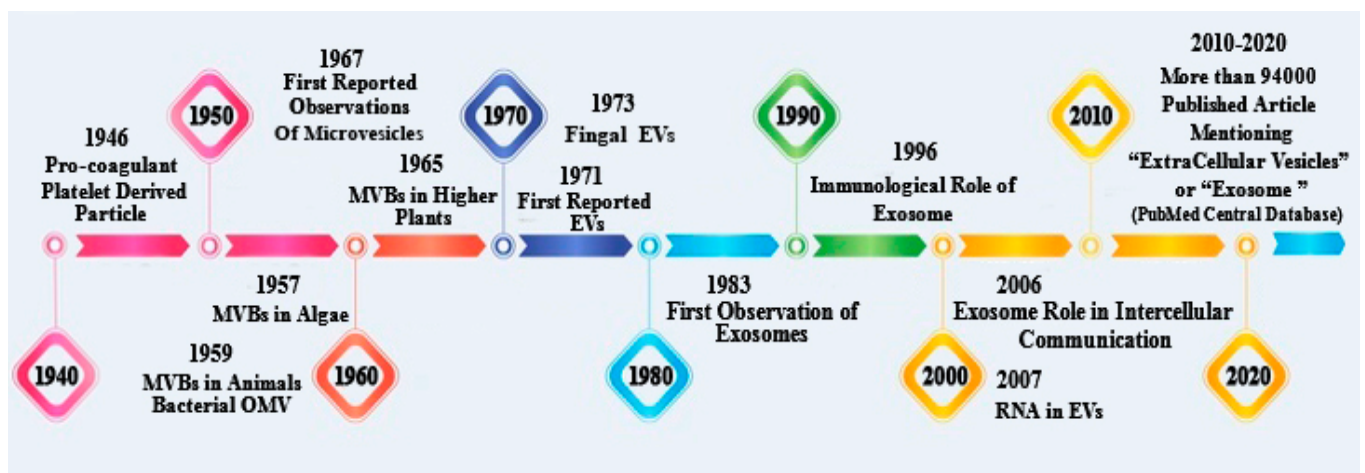 1946
Pro-coagulant
Platelet Derived
Particle
1950
1967
First Reported
Observations
Of Microvesicles
1965
MVBs in Higher
Plants
1970
1973
Fingal EVs
1971
First Reported
EVs
1990
1996
Immunological Role of
Exosome
2010
2010-2020
More than 94000
Published Article
Mentioning
“ExtraCellular Vesicles”
or “Exosome ”
(PubMed Central Database)
1940
1957
MVBs in Algae
1959
MVBs in Animals
Bacterial OMV
1960
1980
1983
First Observation of
Exosomes
2000
2006
Exosome Role in Intercellular
Communication
2007
RNA in EVs
2020